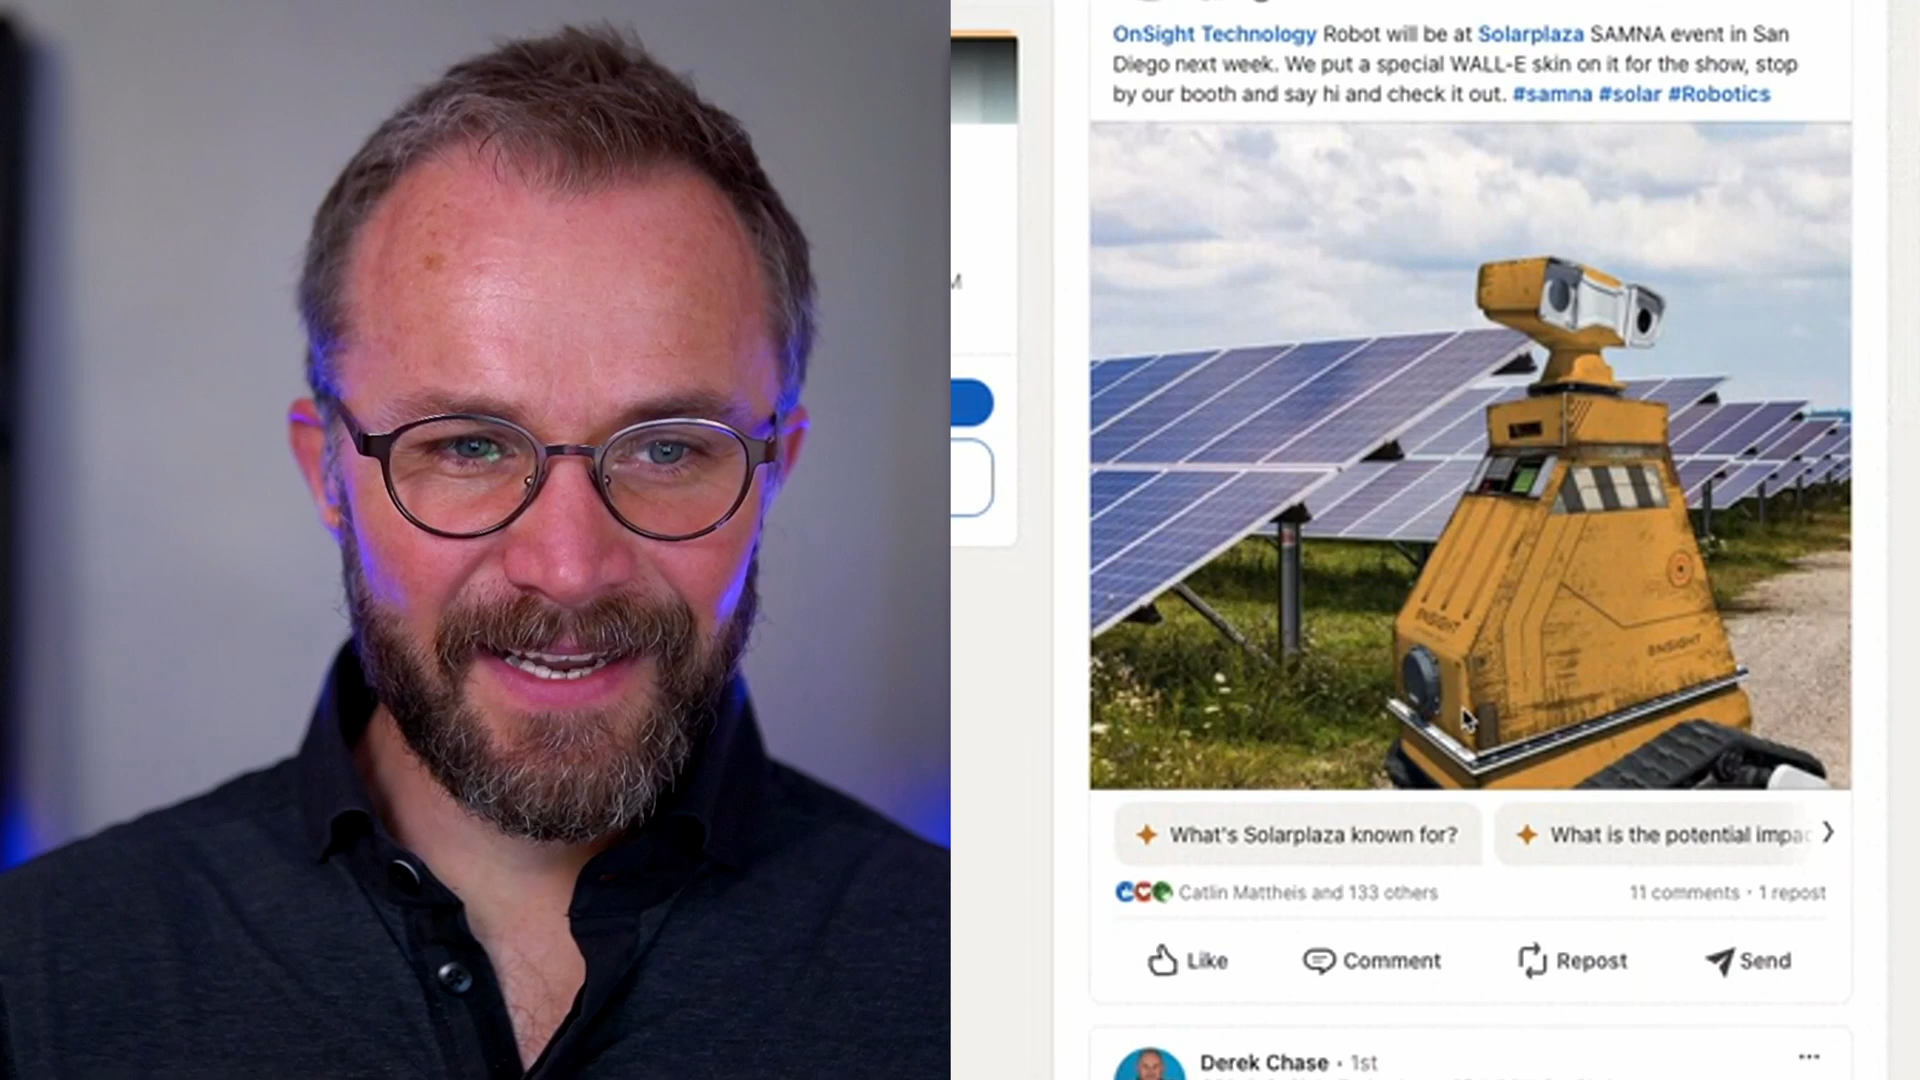 OnSight Technology Robot will be at Solarplaza SAMNA event in San
Diego next week. We put a special WALL-E skin on it for the show, stop
by our booth and say hi and check it out. #samna #solar #Robotics
M
ONSIGHT
ONSIGHT
What's Solarplaza known for?
What is the potential impac
Catlin Mattheis and 133 others
11 comments • 1 repost
Like
Comment
Repost
Send
Derek Chase • 1st